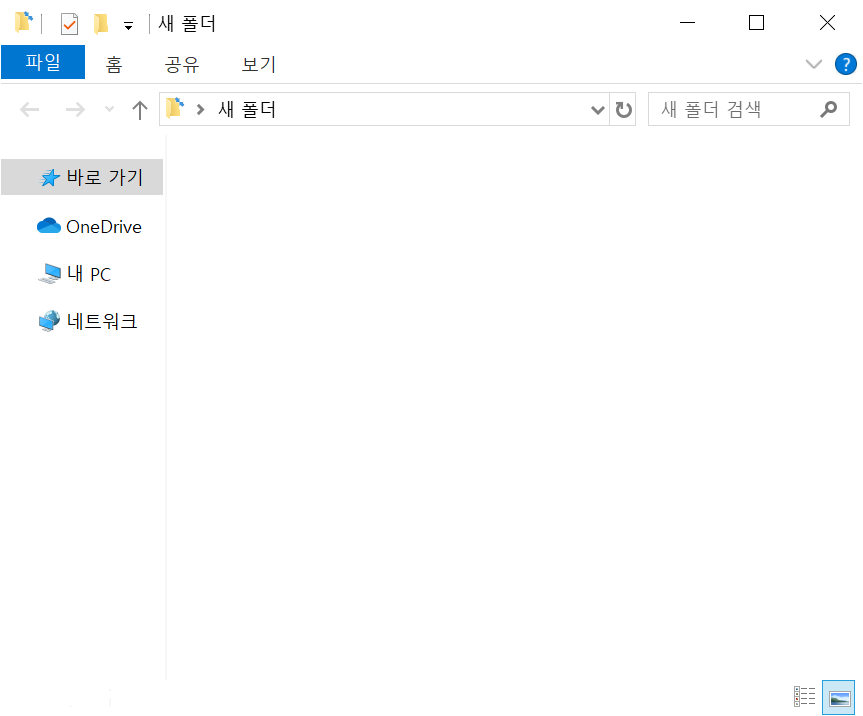 새 폴더
파일 홈 공유 보기 ?
새 폴더 새 폴더 검색
바로 가기
OneDrive
내 PC
네트워크